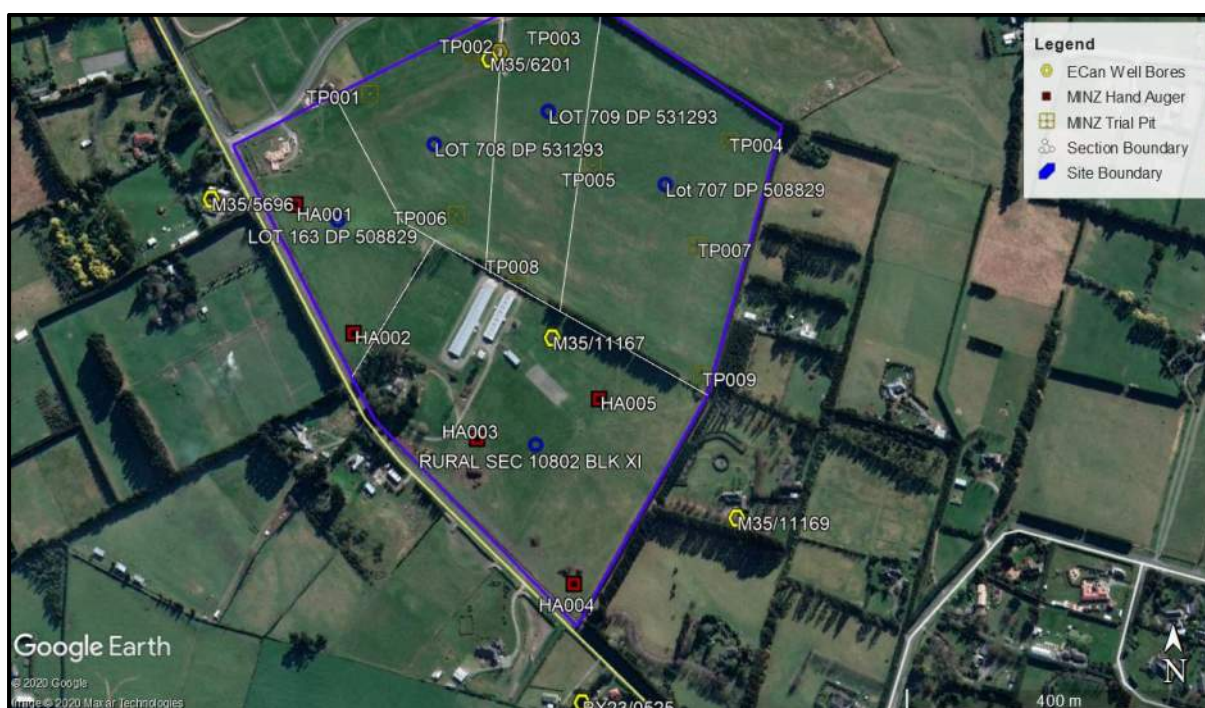 TP002
TP003
M35/6201
TP001
LOT 709 DP 531293
TP004
LOT 708 DP 531293
TP005
Lot 707 DP 508829
M35/5696
HA001
TP006
LOT 163 DP 508829
TP007
TP008
HA002
M35/11167
TP009
HA005
HA003
RURAL SEC 10802 BLK XI
M35/11169
HA004
Legend
ECan Well Bores
MINZ Hand Auger
MINZ Trial Pit
Section Boundary
Site Boundary
Google Earth
© 2020 Google
Image © 2020 Maxar Technologies
BX23/0525
N
400 m